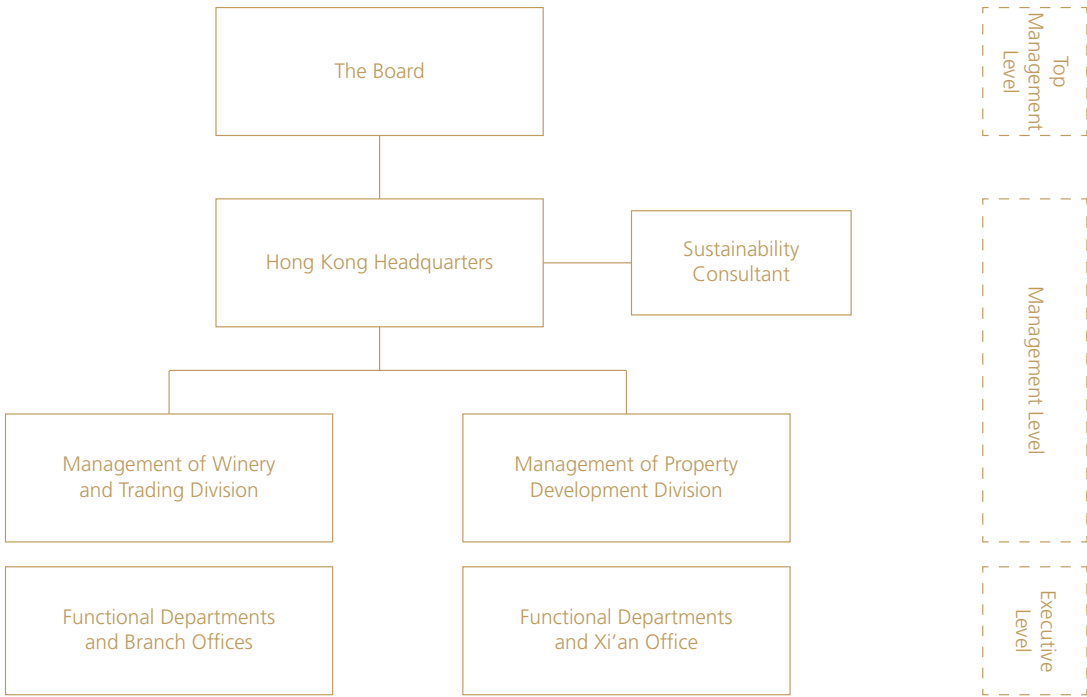 The Board
Top
Management
Level
Hong Kong Headquarters
Sustainability
Consultant
Management Level
Management of Winery
and Trading Division
Management of Property
Development Division
Functional Departments
and Branch Offices
Functional Departments
and Xi‘an Office
Executive
Level